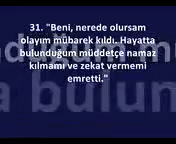 31. "Beni, nerede olursam
olayım mübarek kıldı. Hayatta
bulunduğum müddetçe namaz
kılmamı ve zekat vermemi
emretti."